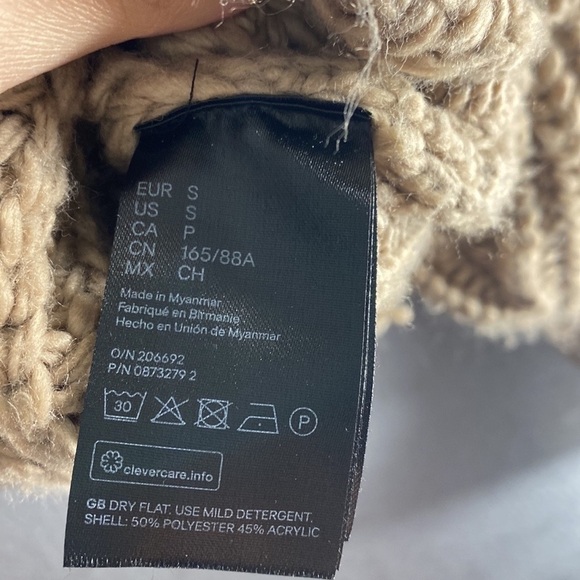 EUR S
US S
CA P
CN 165/88A
MX CH
Made in Myanmar
Fabriqué en Birmanie
Hecho en Unión de Myanmar
O/N 206692
P/N 0873279 2
30 P
clevercare.info
GB DRY FLAT. USE MILD DETERGENT.
SHELL: 50% POLYESTER 45% ACRYLIC